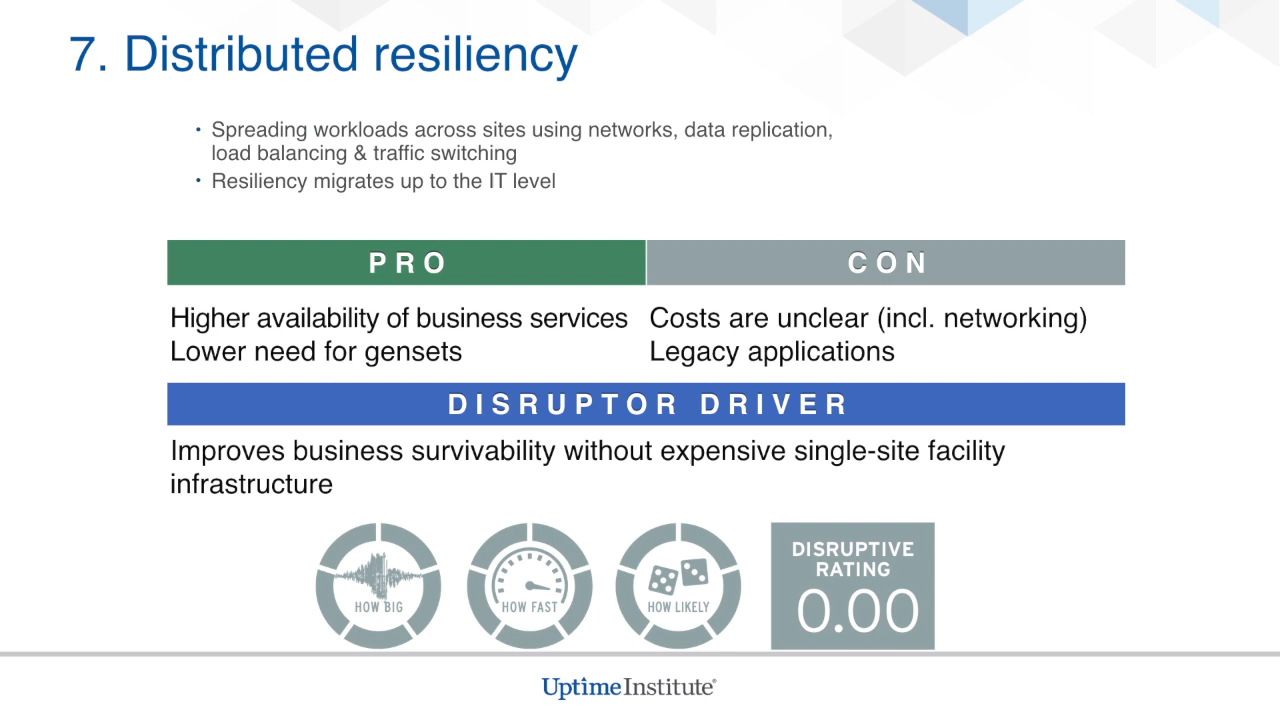 7. Distributed resiliency
• Spreading workloads across sites using networks, data replication,
load balancing & traffic switching
• Resiliency migrates up to the IT level
PRO
CON
Higher availability of business services
Lower need for gensets
Costs are unclear (incl. networking)
Legacy applications
DISRUPTOR DRIVER
Improves business survivability without expensive single-site facility
infrastructure
HOW BIG
HOW FAST
HOW LIKELY
DISRUPTIVE
RATING
0.00
UptimeInstitute®